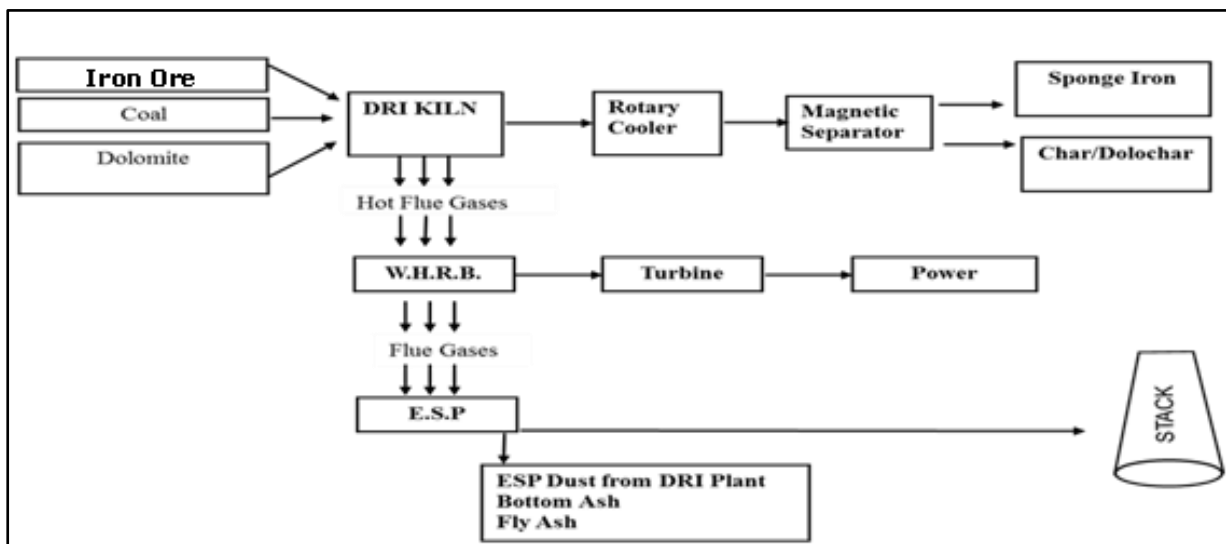 Iron Ore
Coal
Dolomite
DRI KILN
Rotary
Cooler
Magnetic
Separator
Sponge Iron
Char/Dolochar
Hot Flue Gases
W.H.R.B.
Turbine
Power
Flue Gases
E.S.P
STACK
ESP Dust from DRI Plant
Bottom Ash
Fly Ash